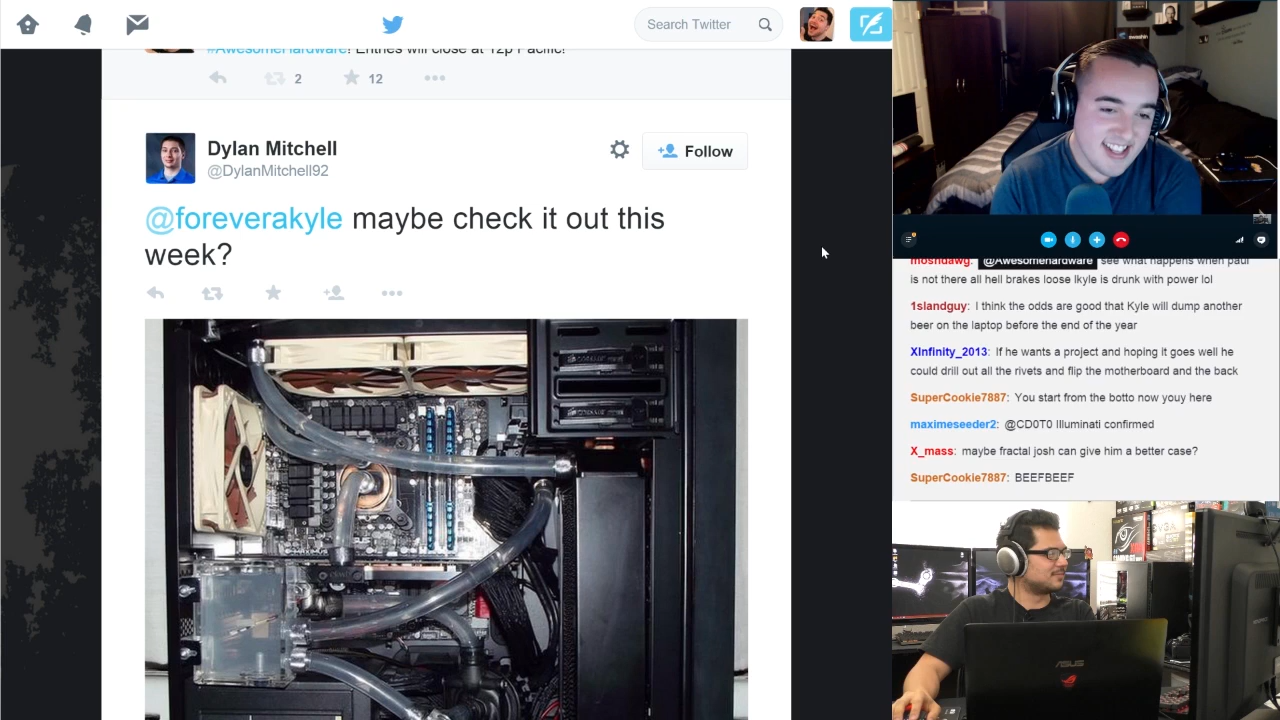 Search Twitter
#AwesomeHardware! Entries will close at 12p Pacific!
2
12
Dylan Mitchell
@DylanMitchell92
Follow
@foreverakyle maybe check it out this
week?
moshdawg: @Awesomehardware see what happens when paul
is not there all hell brakes loose lkyle is drunk with power lol
1slandguy: I think the odds are good that Kyle will dump another
beer on the laptop before the end of the year
XInfinity_2013: If he wants a project and hoping it goes well he
could drill out all the rivets and flip the motherboard and the back
SuperCookie7887: You start from the botto now youy here
maximeseeder2: @CD0T0 Illuminati confirmed
X_mass: maybe fractal josh can give him a better case?
SuperCookie7887: BEEFBEEF
ASUS